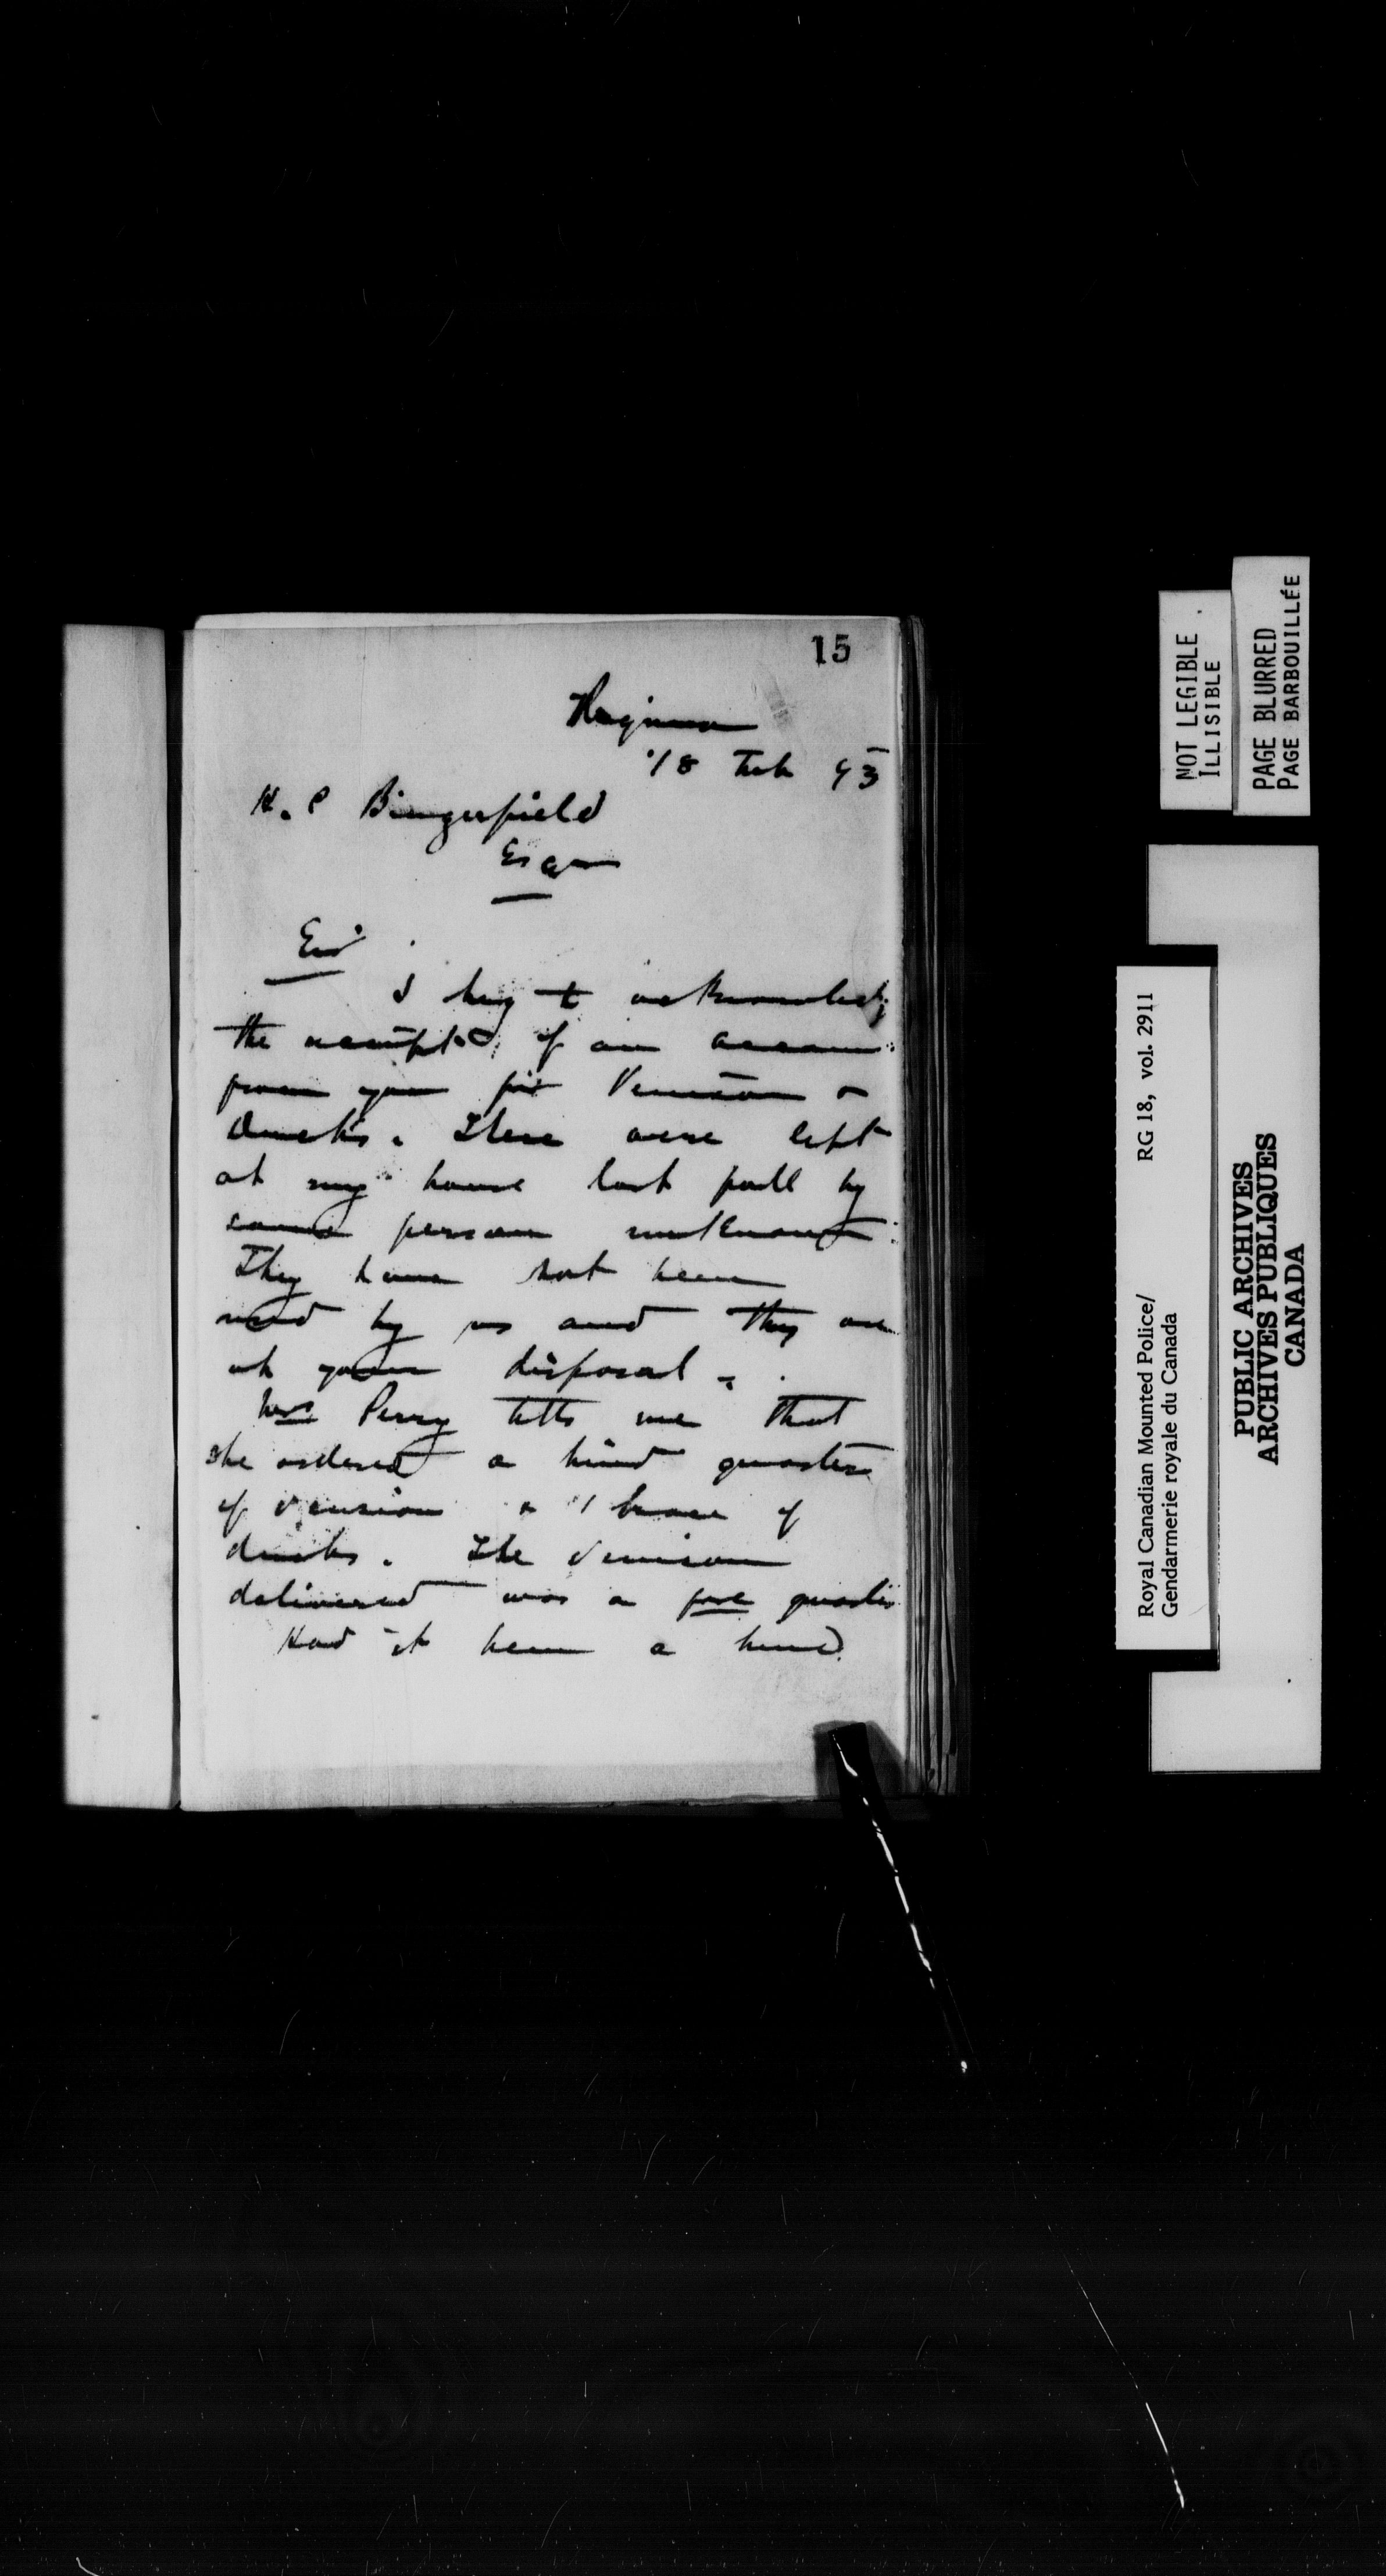 15
Regina
18 Feb 93
H. C Bingerfield
Esqr
Sir
I beg to acknowledg
the receipt of an accoun
from you for Venison &
Ducks. These were left
at my house last fall by
some person unknown.
They have not been
used by us and they are
at your disposal.
Mrs Perry tells me that
she ordered a hind quarter
of venison & 1 brace of
ducks. The venison
delivered was a fore quarter
Had it been a hind
NOT LEGIBLE
ILLISIBLE
PAGE BLURRED
PAGE BARBOUILLÉE
Royal Canadian Mounted Police/ RG 18, vol. 2911
Gendarmerie royale du Canada
PUBLIC ARCHIVES
ARCHIVES PUBLIQUES
CANADA